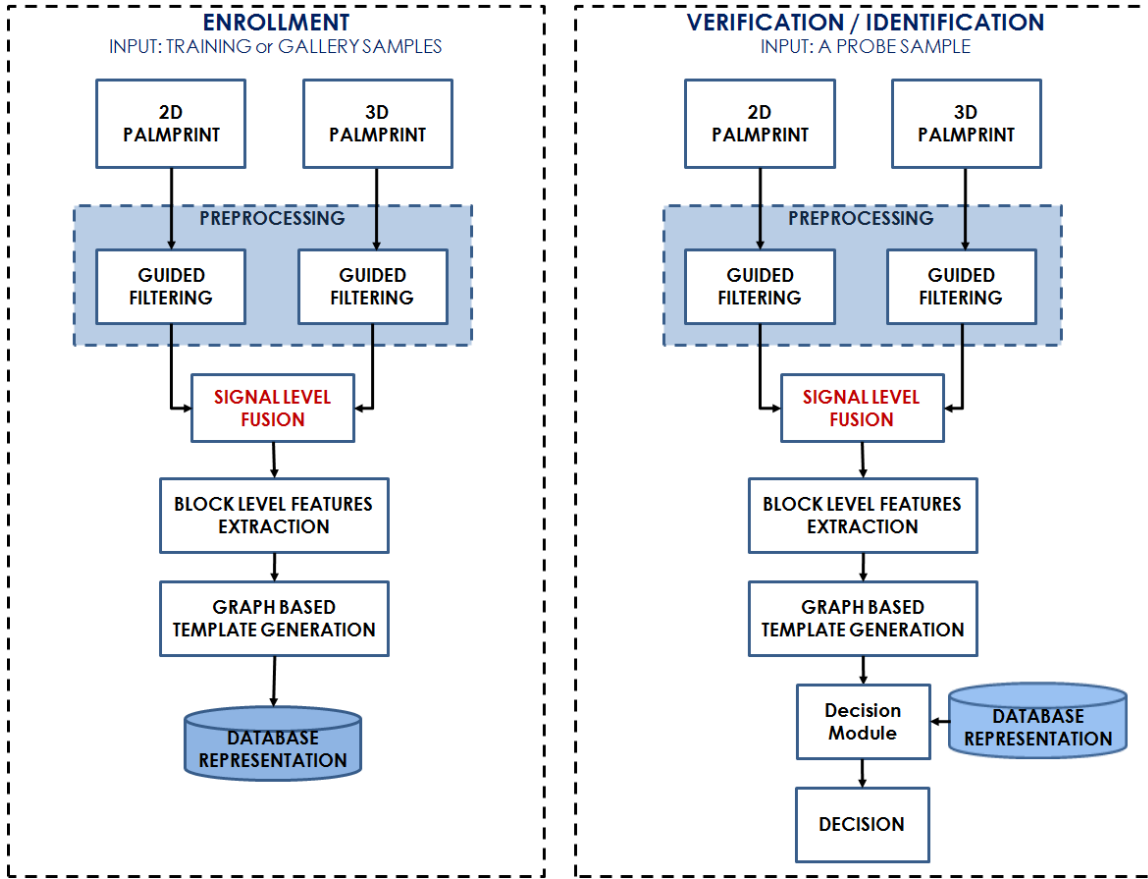 ENROLLMENT
INPUT: TRAINING or GALLERY SAMPLES
2D
PALMPRINT
3D
PALMPRINT
PREPROCESSING
GUIDED
FILTERING
GUIDED
FILTERING
SIGNAL LEVEL
FUSION
BLOCK LEVEL FEATURES
EXTRACTION
GRAPH BASED
TEMPLATE GENERATION
DATABASE
REPRESENTATION
VERIFICATION / IDENTIFICATION
INPUT: A PROBE SAMPLE
2D
PALMPRINT
3D
PALMPRINT
PREPROCESSING
GUIDED
FILTERING
GUIDED
FILTERING
SIGNAL LEVEL
FUSION
BLOCK LEVEL FEATURES
EXTRACTION
GRAPH BASED
TEMPLATE GENERATION
Decision
Module
DATABASE
REPRESENTATION
DECISION